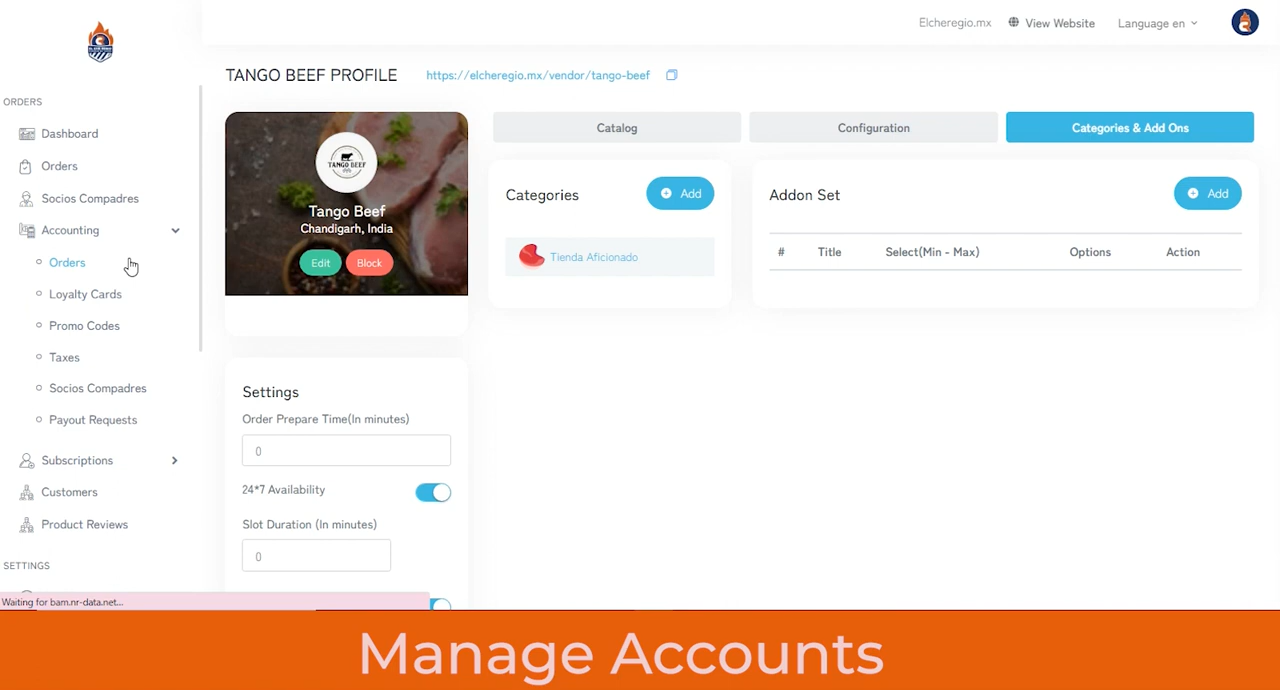 Elcheregio.mx
View Website
Language en
TANGO BEEF PROFILE
https://elcheregio.mx/vendor/tango-beef
ORDERS
Dashboard
Orders
Socios Compadres
Accounting
Orders
Loyalty Cards
Promo Codes
Taxes
Socios Compadres
Payout Requests
Subscriptions
Customers
Product Reviews
SETTINGS
Waiting for bam.nr-data.net...
TANGO BEEF
Tango Beef
Chandigarh, India
Edit
Block
Settings
Order Prepare Time(In minutes)
0
24*7 Availability
Slot Duration (In minutes)
0
Catalog
Configuration
Categories & Add Ons
Categories
Add
Tienda Aficionado
Addon Set
Add
# Title Select(Min - Max) Options Action
Manage Accounts